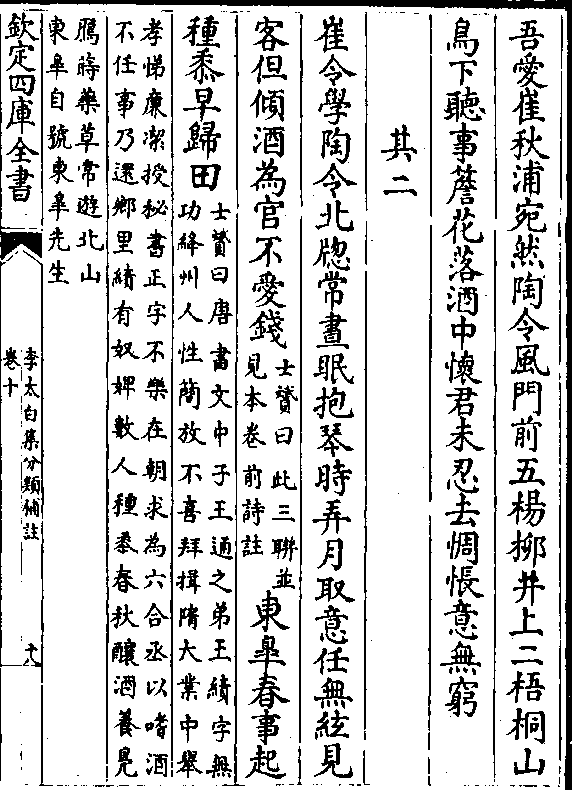 吾愛崔秋浦宛然陶令風門前五楊柳井上二梧桐山
鳥下聽事簷花落酒中懷君未忍去惆悵意無窮
其二
崔令學陶令北牕常晝眠抱琴時弄月取意任無絃見
客但傾酒為官不愛錢
士贇曰此三聯並
見本卷前詩註
東臯春事起
種黍早歸田
士贇曰唐書文中子王通之弟王績字無
功絳州人性簡放不喜拜揖隋大業中舉
孝悌廉潔授秘書正字不樂在朝求為六合丞以嗜酒
不任事乃還鄉里績有奴婢數人種黍春秋釀酒養鳧
鴈蒔藥草常遊北山
東臯自號東臯先生
欽定四庫全書
李太白集分類補註
卷十
十九